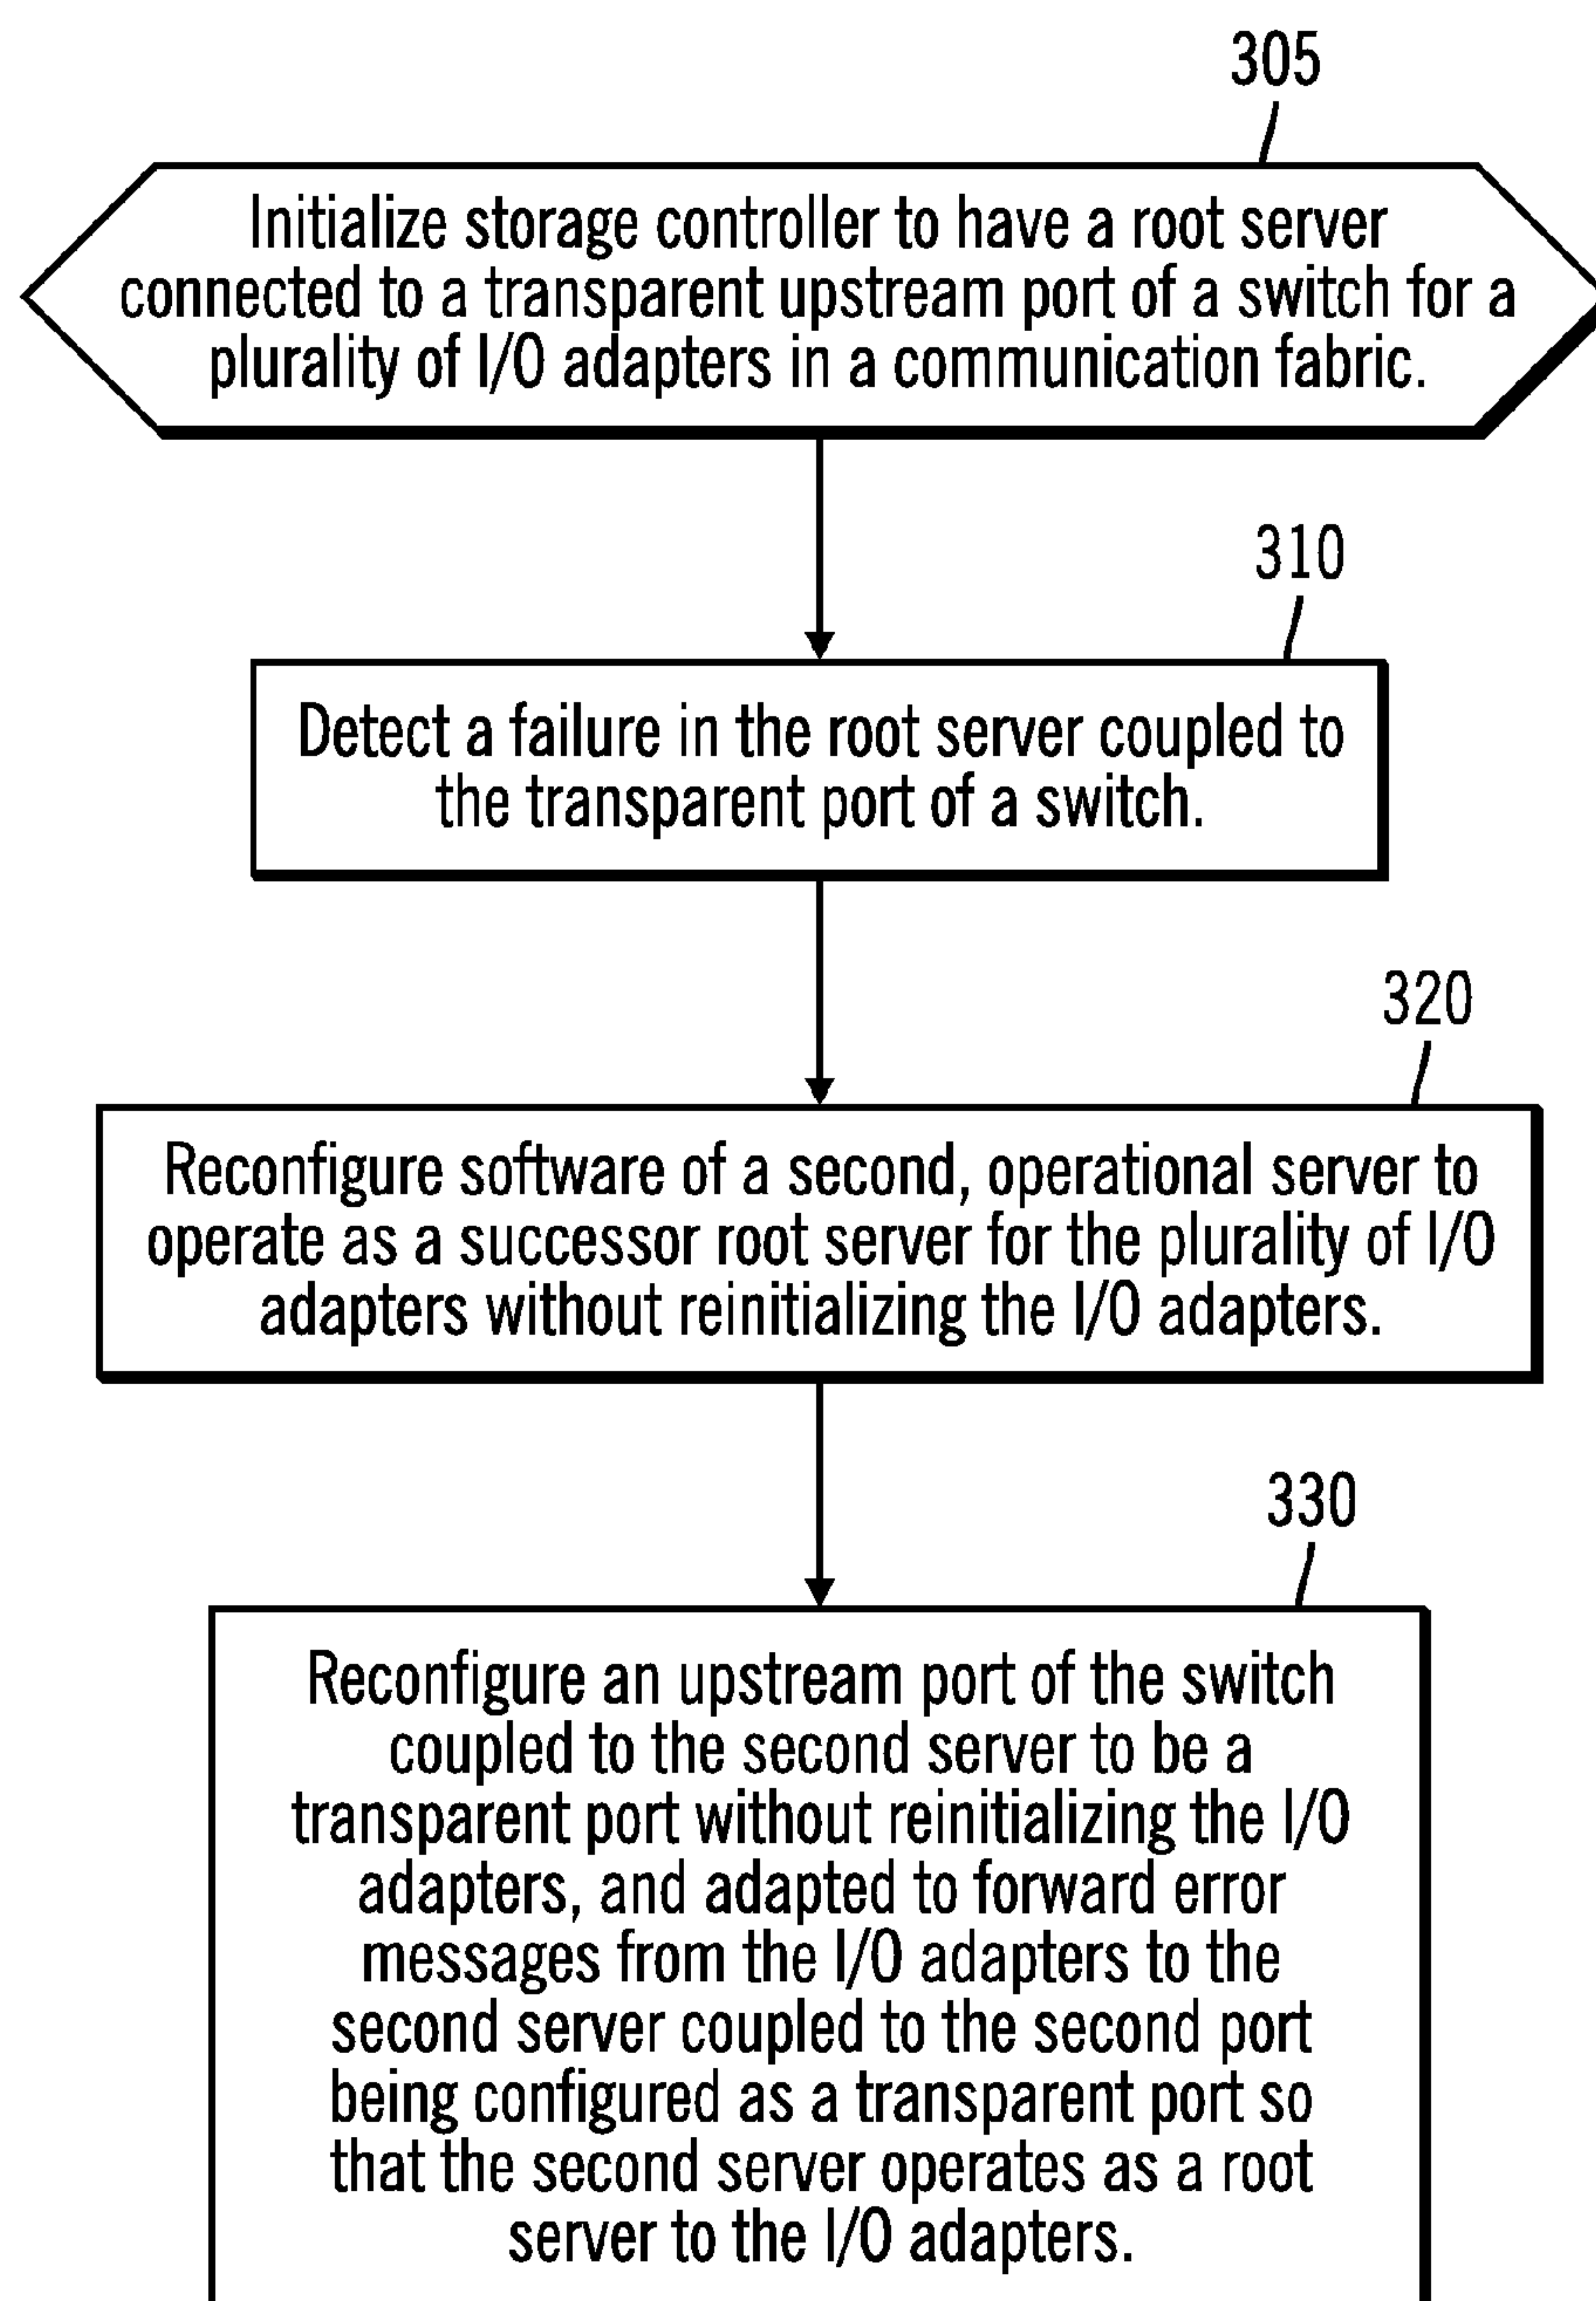 305
Initialize storage controller to have a root server
connected to a transparent upstream port of a switch for a
plurality of I/O adapters in a communication fabric.
310
Detect a failure in the root server coupled to
the transparent port of a switch.
320
Reconfigure software of a second, operational server to
operate as a successor root server for the plurality of I/O
adapters without reinitializing the I/O adapters.
330
Reconfigure an upstream port of the switch
coupled to the second server to be a
transparent port without reinitializing the I/O
adapters, and adapted to forward error
messages from the I/O adapters to the
second server coupled to the second port
being configured as a transparent port so
that the second server operates as a root
server to the I/O adapters.